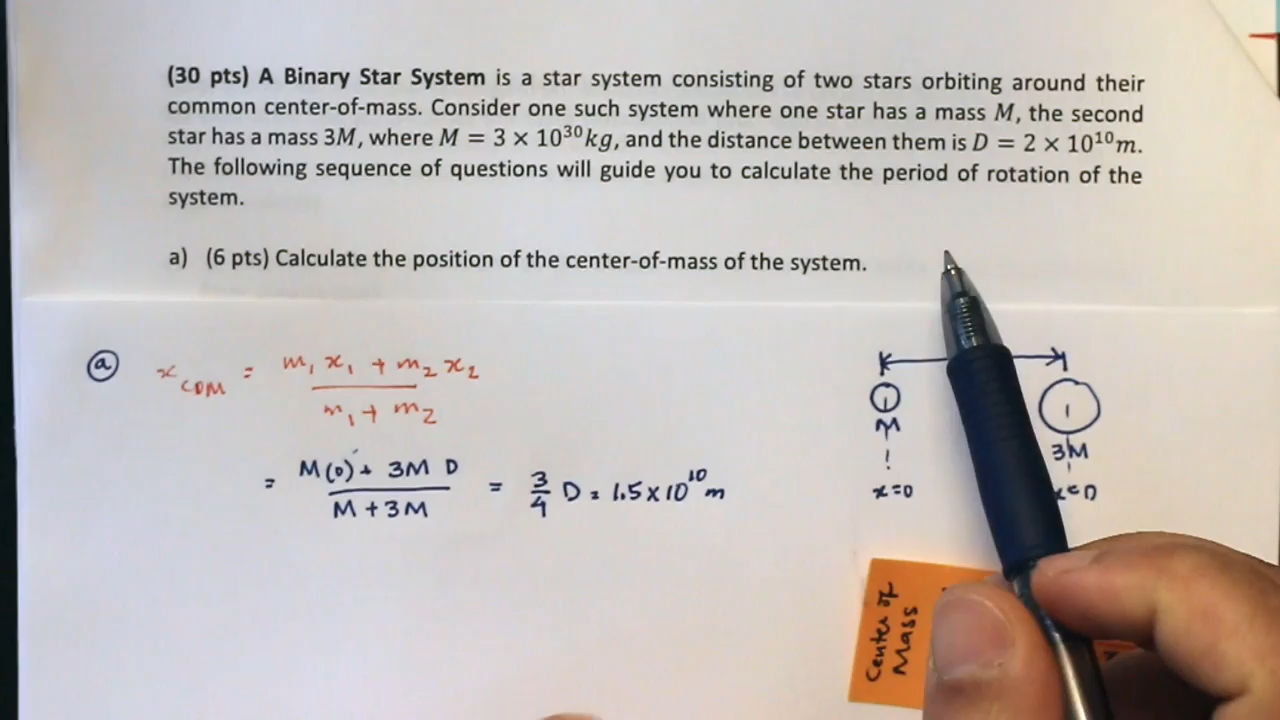 (30 pts) A Binary Star System is a star system consisting of two stars orbiting around their
common center-of-mass. Consider one such system where one star has a mass M, the second
star has a mass 3M, where M = 3 × 10³⁰kg, and the distance between them is D = 2 × 10¹⁰m.
The following sequence of questions will guide you to calculate the period of rotation of the
system.
a) (6 pts) Calculate the position of the center-of-mass of the system.
ⓐ x_COM = (m₁x₁ + m₂x₂) / (m₁ + m₂)
= (M(0) + 3M D) / (M + 3M) = 3/4 D = 1.5 x 10¹⁰ m
M
3M
x=0
x=D
Center of
Mass